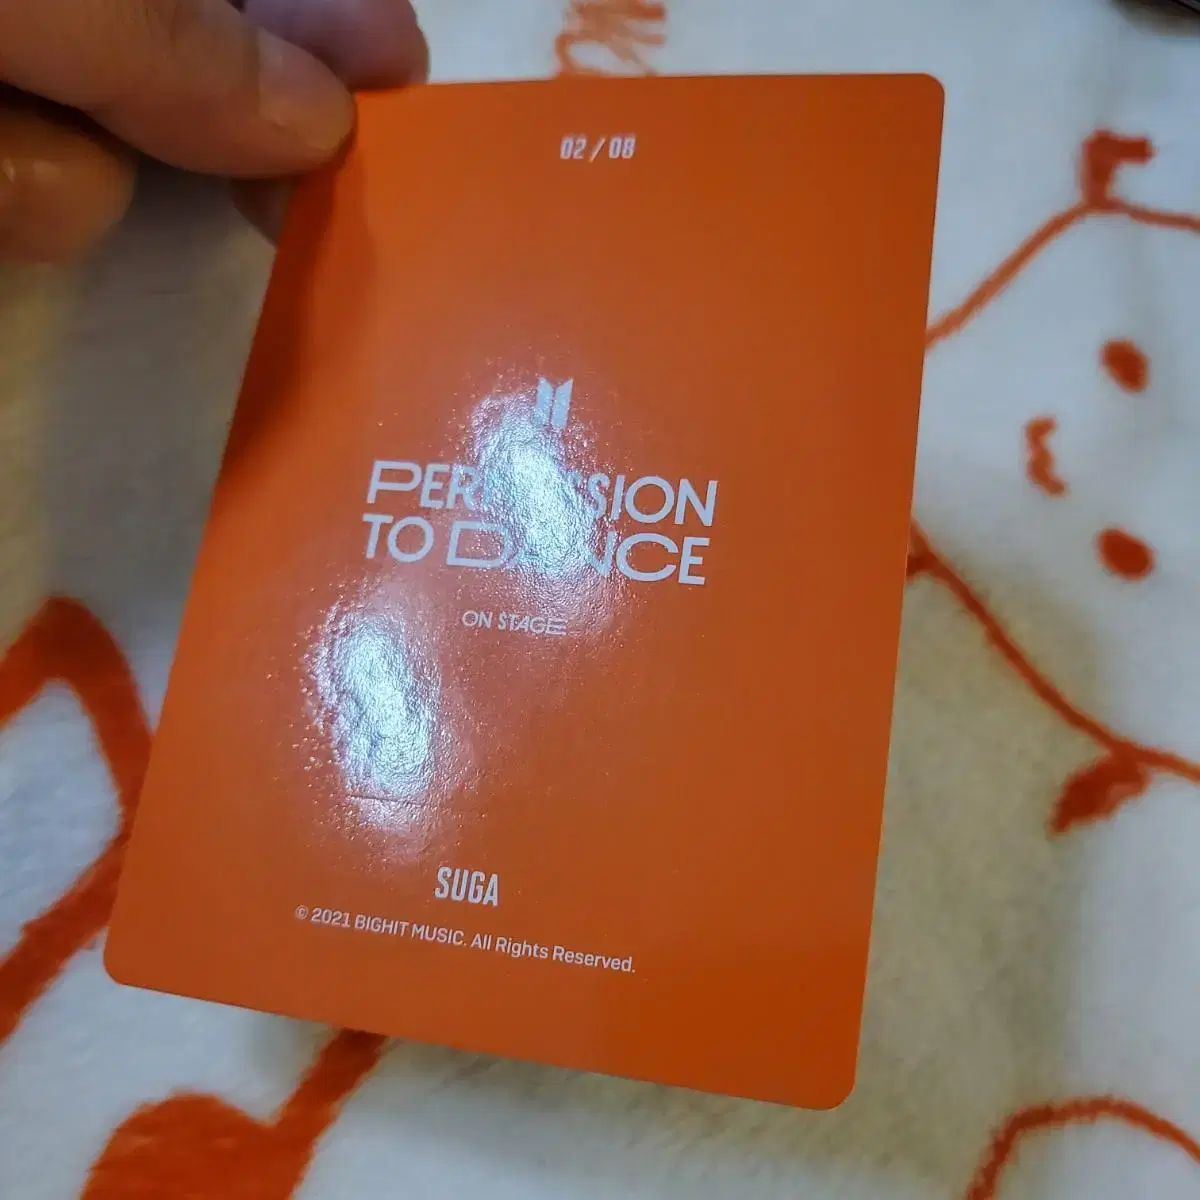 02/08
PERMISSION
TO DANCE
ON STAGE
SUGA
© 2021 BIGHIT MUSIC. All Rights Reserved.